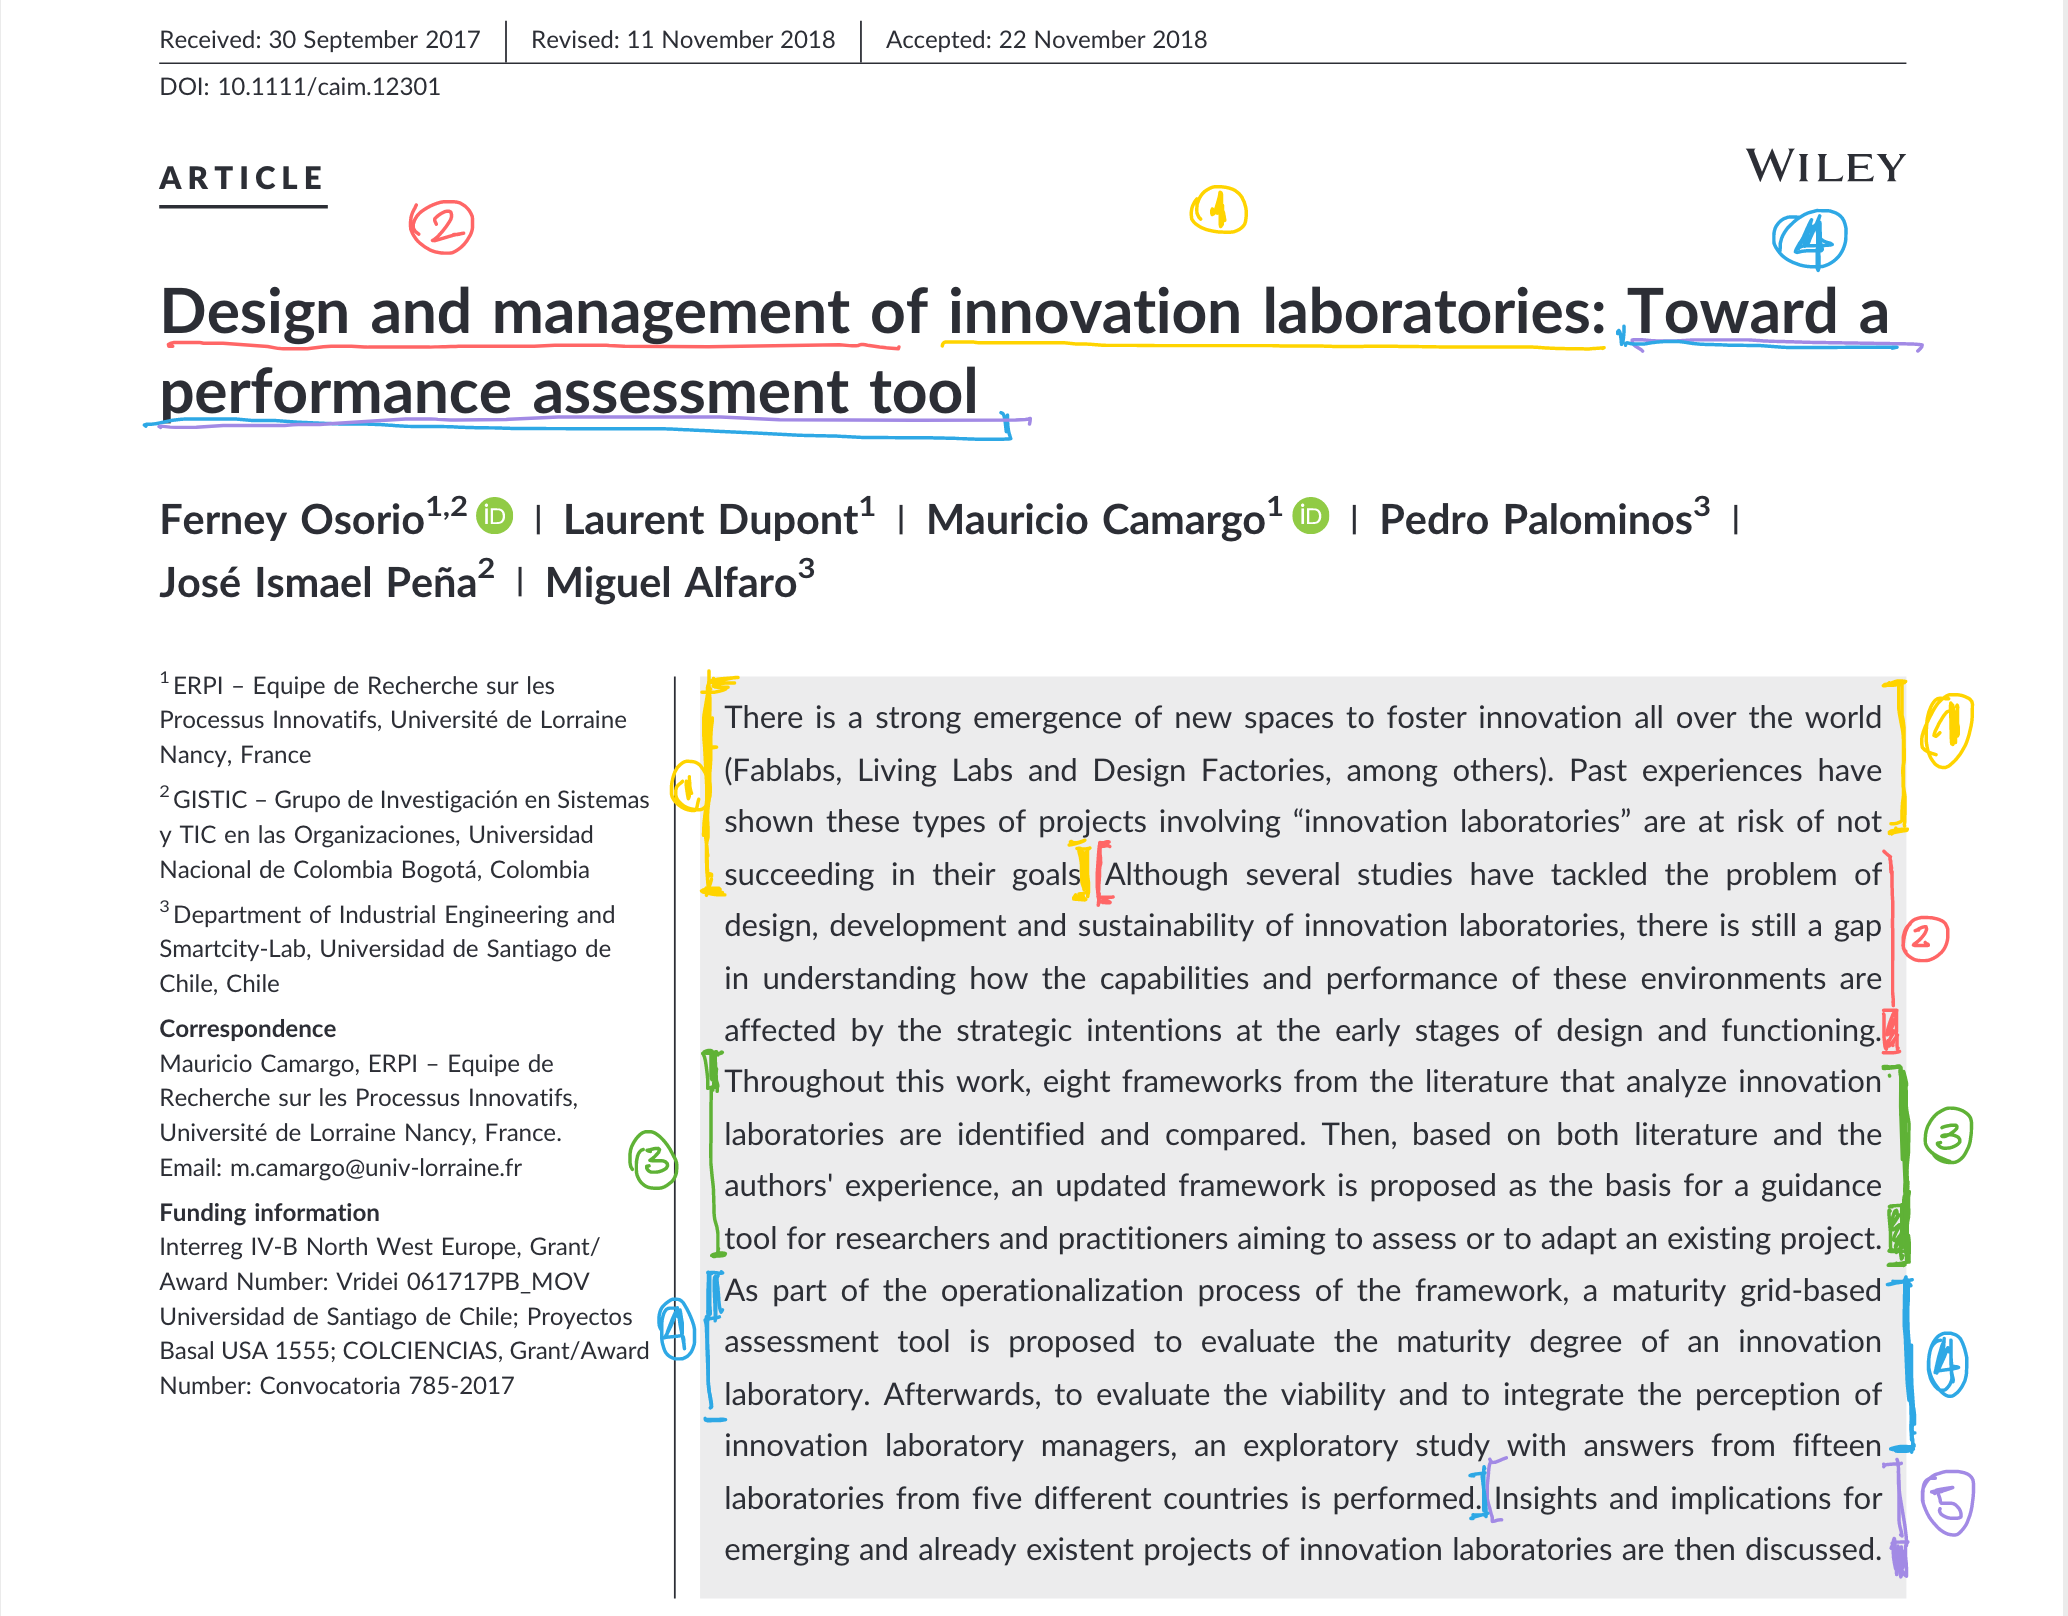 Received: 30 September 2017 | Revised: 11 November 2018 | Accepted: 22 November 2018
DOI: 10.1111/caim.12301
ARTICLE
WILEY
2
1
4
Design and management of innovation laboratories: Toward a
performance assessment tool
Ferney Osorio1,2 iD | Laurent Dupont1 | Mauricio Camargo1 iD | Pedro Palominos3 |
José Ismael Peña2 | Miguel Alfaro3
1 ERPI – Equipe de Recherche sur les
Processus Innovatifs, Université de Lorraine
Nancy, France
2 GISTIC – Grupo de Investigación en Sistemas
y TIC en las Organizaciones, Universidad
Nacional de Colombia Bogotá, Colombia
3 Department of Industrial Engineering and
Smartcity-Lab, Universidad de Santiago de
Chile, Chile
Correspondence
Mauricio Camargo, ERPI – Equipe de
Recherche sur les Processus Innovatifs,
Université de Lorraine Nancy, France.
Email: m.camargo@univ-lorraine.fr
Funding information
Interreg IV-B North West Europe, Grant/
Award Number: Vridei 061717PB_MOV
Universidad de Santiago de Chile; Proyectos
Basal USA 1555; COLCIENCIAS, Grant/Award
Number: Convocatoria 785-2017
1
3
4
There is a strong emergence of new spaces to foster innovation all over the world
(Fablabs, Living Labs and Design Factories, among others). Past experiences have
shown these types of projects involving “innovation laboratories” are at risk of not
succeeding in their goals. Although several studies have tackled the problem of
design, development and sustainability of innovation laboratories, there is still a gap
in understanding how the capabilities and performance of these environments are
affected by the strategic intentions at the early stages of design and functioning.
Throughout this work, eight frameworks from the literature that analyze innovation
laboratories are identified and compared. Then, based on both literature and the
authors' experience, an updated framework is proposed as the basis for a guidance
tool for researchers and practitioners aiming to assess or to adapt an existing project.
As part of the operationalization process of the framework, a maturity grid-based
assessment tool is proposed to evaluate the maturity degree of an innovation
laboratory. Afterwards, to evaluate the viability and to integrate the perception of
innovation laboratory managers, an exploratory study with answers from fifteen
laboratories from five different countries is performed. Insights and implications for
emerging and already existent projects of innovation laboratories are then discussed.
1
2
3
4
5